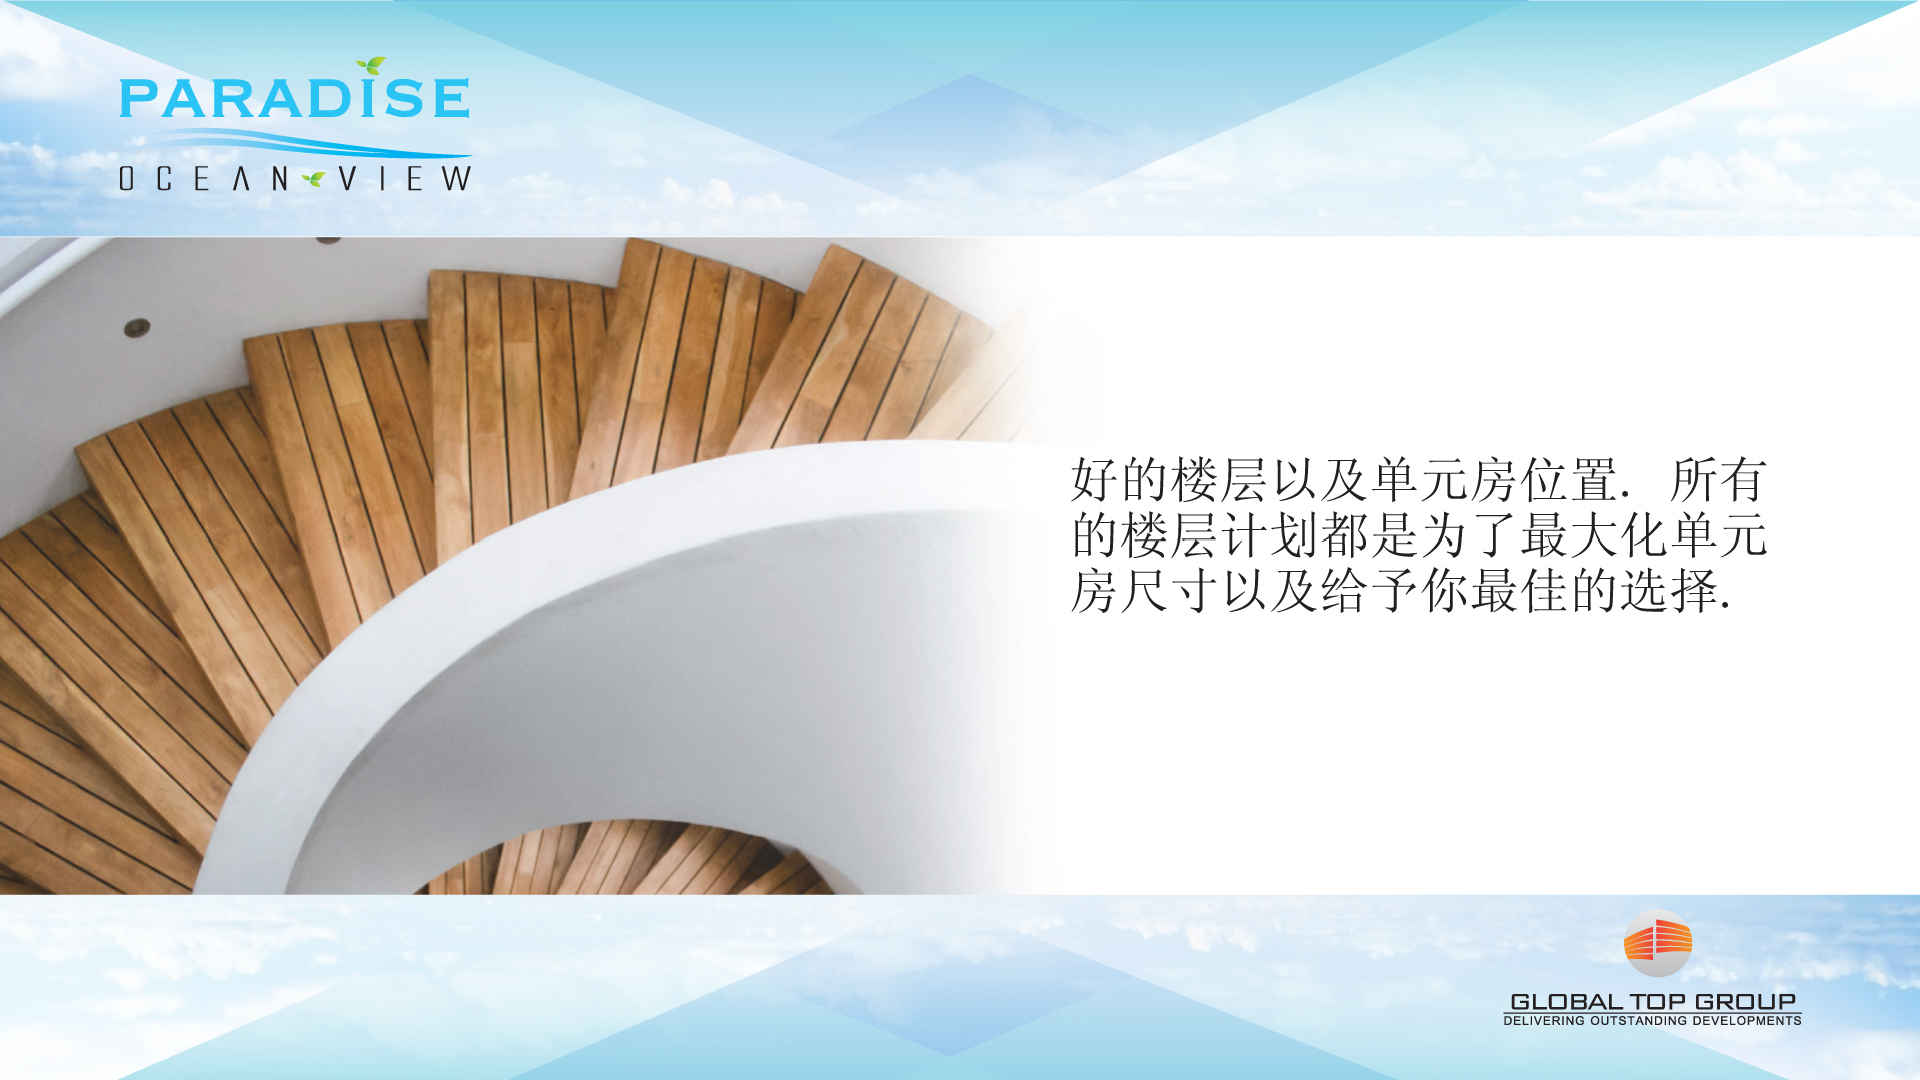 PARADISE
OCEAN VIEW
好的楼层以及单元房位置. 所有
的楼层计划都是为了最大化单元
房尺寸以及给予你最佳的选择.
GLOBAL TOP GROUP
DELIVERING OUTSTANDING DEVELOPMENTS